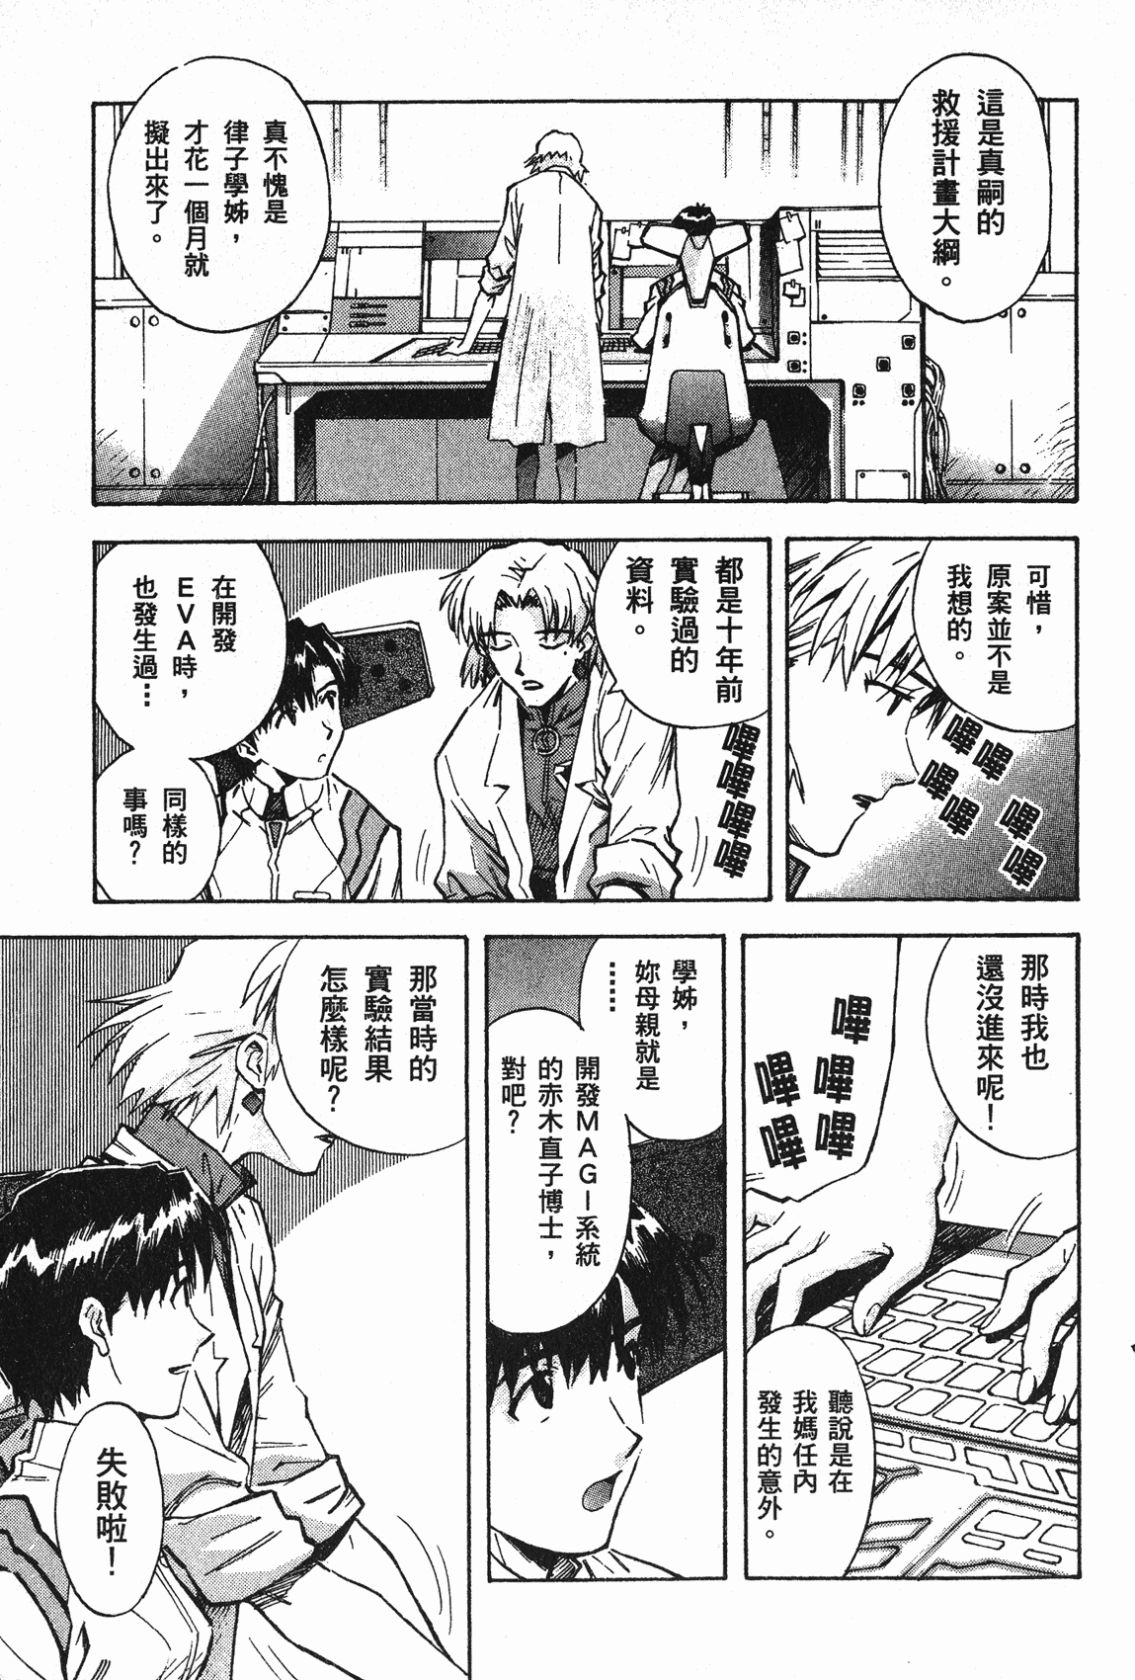 這是真嗣的
救援計畫大綱。
真不愧是
律子學姊，
才花一個月就
擬出來了。
可惜，
原案並不是
我想的。
嗶嗶
嗶嗶
嗶嗶
都是十年前
實驗過的
資料。
嗶嗶嗶嗶
在開發
EVA時，
也發生過…
同樣的
事嗎？
那時我也
還沒進來呢！
嗶
嗶嗶
嗶嗶
聽說是在
我媽任內
發生的意外。
學姊，
妳母親就是
……
開發MAGI系統
的赤木直子博士，
對吧？
那當時的
實驗結果
怎麼樣呢？
失敗啦！